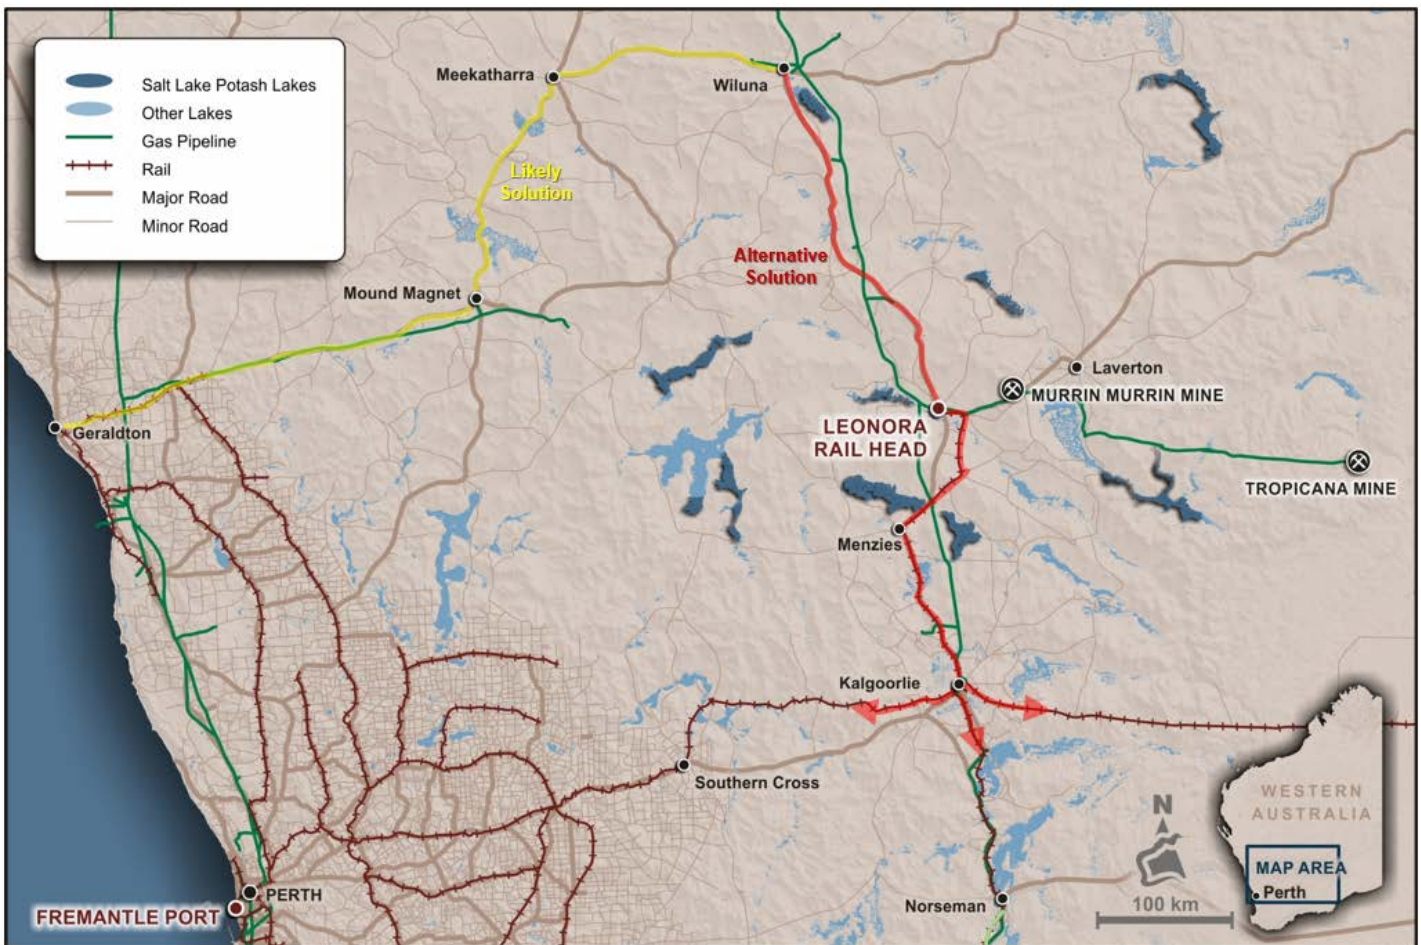 Salt Lake Potash Lakes
Other Lakes
Gas Pipeline
Rail
Major Road
Minor Road
Meekatharra
Wiluna
Likely
Solution
Alternative
Solution
Mound Magnet
Geraldton
Laverton
MURRIN MURRIN MINE
LEONORA
RAIL HEAD
TROPICANA MINE
Menzies
Kalgoorlie
Southern Cross
Norseman
PERTH
FREMANTLE PORT
N
100 km
WESTERN
AUSTRALIA
MAP AREA
Perth